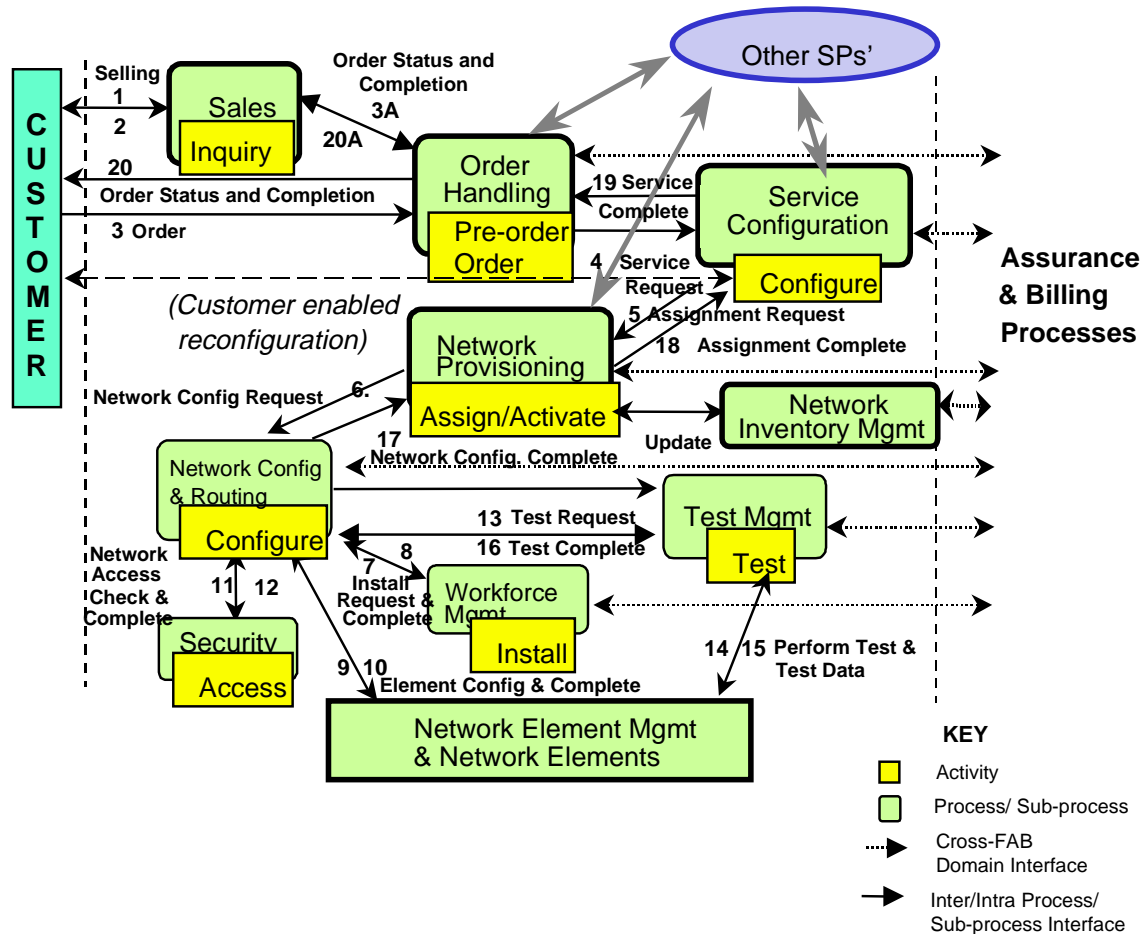 Other SPs'
Order Status and
Completion
3A
20A
Selling
1
2
CUSTOMER
Sales
Inquiry
20
Order Status and Completion
3 Order
Order
Handling
Pre-order
Order
19 Service
Complete
Service
Configuration
Configure
4 Service
Request
(Customer enabled
reconfiguration)
5 Assignment Request
18 Assignment Complete
Assurance
& Billing
Processes
Network
Provisioning
Assign/Activate
Network Config Request
6.
17
Network Config. Complete
Update
Network
Inventory Mgmt
Network Config
& Routing
Configure
13 Test Request
16 Test Complete
Test Mgmt
Test
Network
Access
Check &
Complete
11 12
7 8
Install
Request &
Complete
Workforce
Mgmt
Install
Security
Access
9 10
Element Config & Complete
14 15 Perform Test &
Test Data
Network Element Mgmt
& Network Elements
KEY
Activity
Process/ Sub-process
Cross-FAB
Domain Interface
Inter/Intra Process/
Sub-process Interface